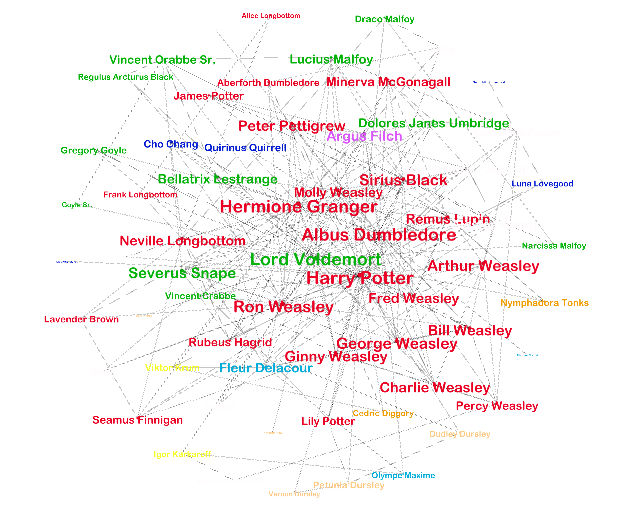 Alice Longbottom
Draco Malfoy
Vincent Crabbe Sr.
Lucius Malfoy
Regulus Arcturus Black
Aberforth Dumbledore
Minerva McGonagall
James Potter
Peter Pettigrew
Dolores Janes Umbridge
Argus Filch
Cho Chang
Quirinus Quirrell
Gregory Goyle
Bellatrix Lestrange
Sirius Black
Luna Lovegood
Frank Longbottom
Molly Weasley
Goyle Sr.
Hermione Granger
Remus Lupin
Neville Longbottom
Albus Dumbledore
Narcissa Malfoy
Lord Voldemort
Severus Snape
Arthur Weasley
Harry Potter
Vincent Crabbe
Fred Weasley
Nymphadora Tonks
Ron Weasley
Lavender Brown
Bill Weasley
Rubeus Hagrid
George Weasley
Ginny Weasley
Viktor Krum
Fleur Delacour
Charlie Weasley
Percy Weasley
Cedric Diggory
Seamus Finnigan
Lily Potter
Dudley Dursley
Igor Karkaroff
Olympe Maxime
Petunia Dursley
Vernon Dursley